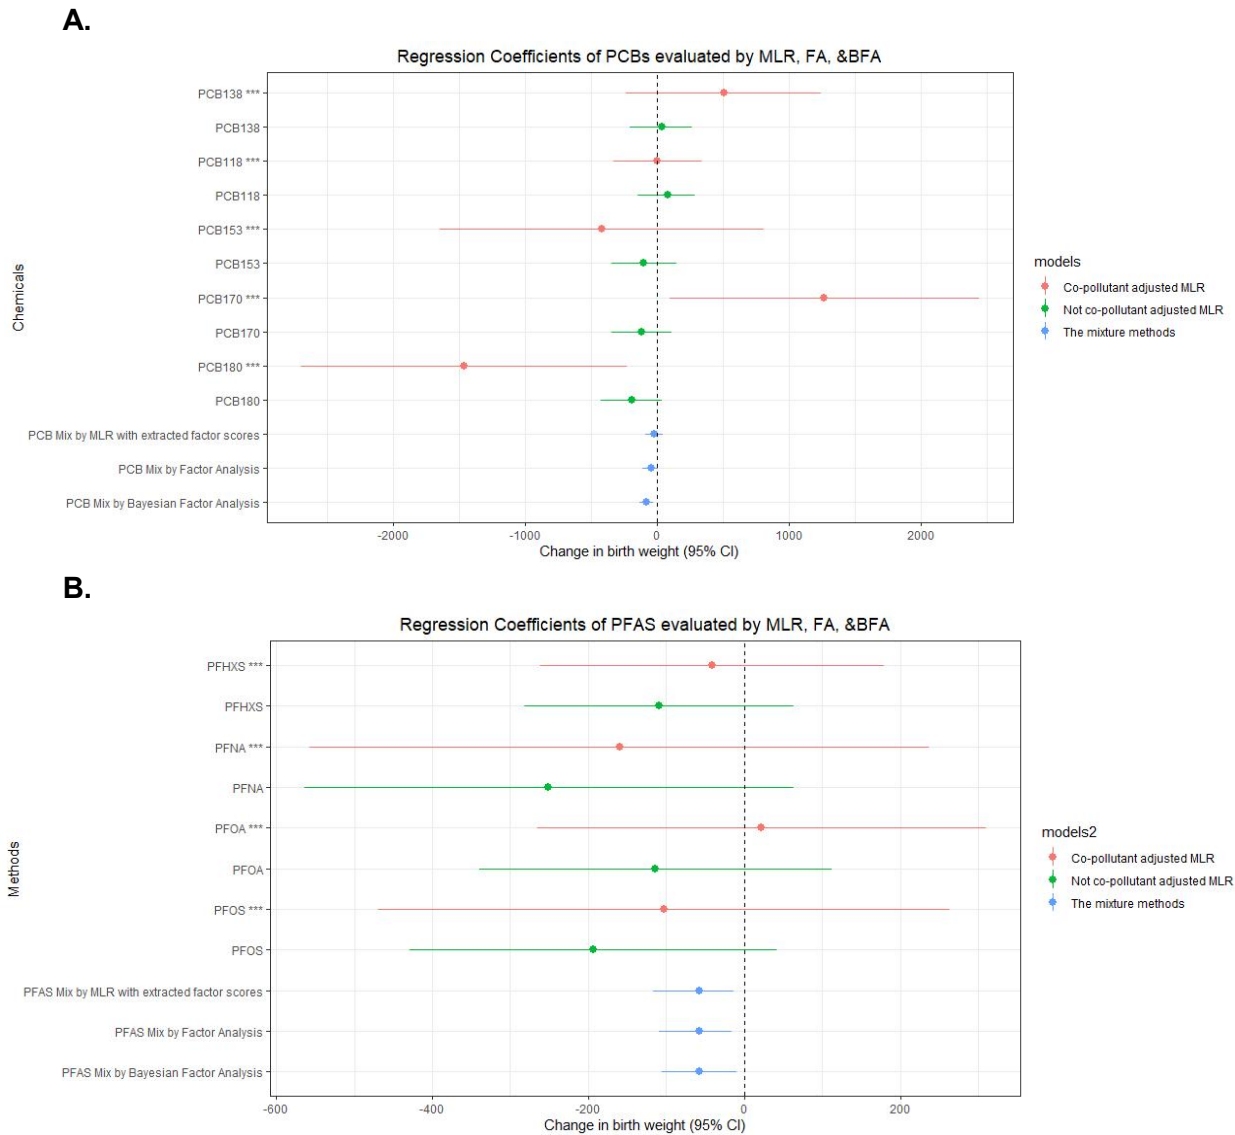 A.
Regression Coefficients of PCBs evaluated by MLR, FA, &BFA
Chemicals
PCB138 ***
PCB138
PCB118 ***
PCB118
PCB153 ***
PCB153
PCB170 ***
PCB170
PCB180 ***
PCB180
PCB Mix by MLR with extracted factor scores
PCB Mix by Factor Analysis
PCB Mix by Bayesian Factor Analysis
-2000 -1000 0 1000 2000
Change in birth weight (95% CI)
models
Co-pollutant adjusted MLR
Not co-pollutant adjusted MLR
The mixture methods
B.
Regression Coefficients of PFAS evaluated by MLR, FA, &BFA
Methods
PFHXS ***
PFHXS
PFNA ***
PFNA
PFOA ***
PFOA
PFOS ***
PFOS
PFAS Mix by MLR with extracted factor scores
PFAS Mix by Factor Analysis
PFAS Mix by Bayesian Factor Analysis
-600 -400 -200 0 200
Change in birth weight (95% CI)
models2
Co-pollutant adjusted MLR
Not co-pollutant adjusted MLR
The mixture methods